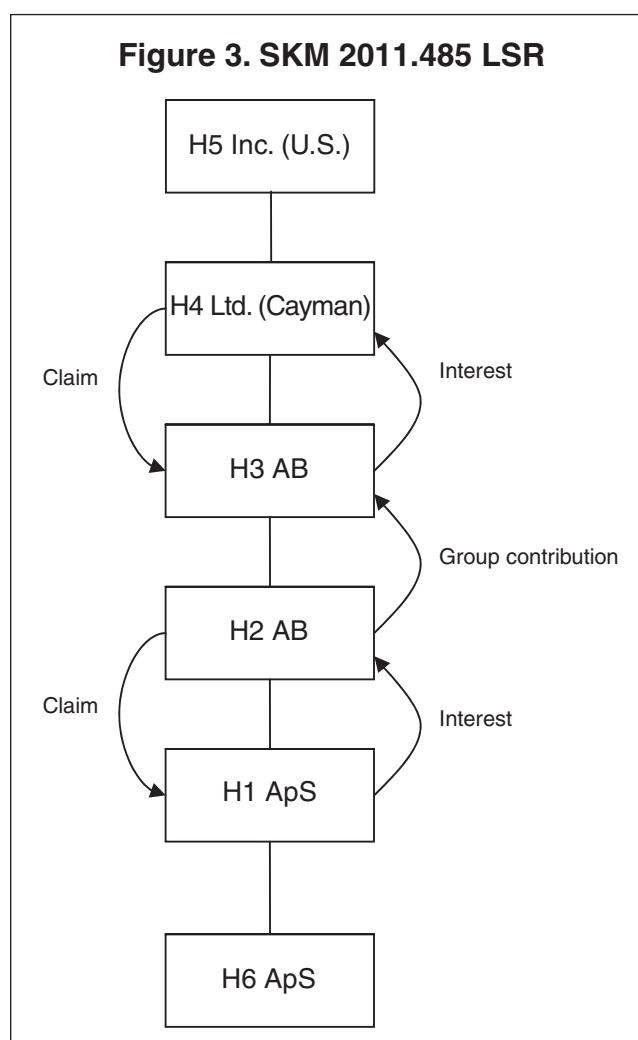 Figure 3. SKM 2011.485 LSR
H5 Inc. (U.S.)
H4 Ltd. (Cayman)
Claim
Interest
H3 AB
Group contribution
H2 AB
Claim
Interest
H1 ApS
H6 ApS